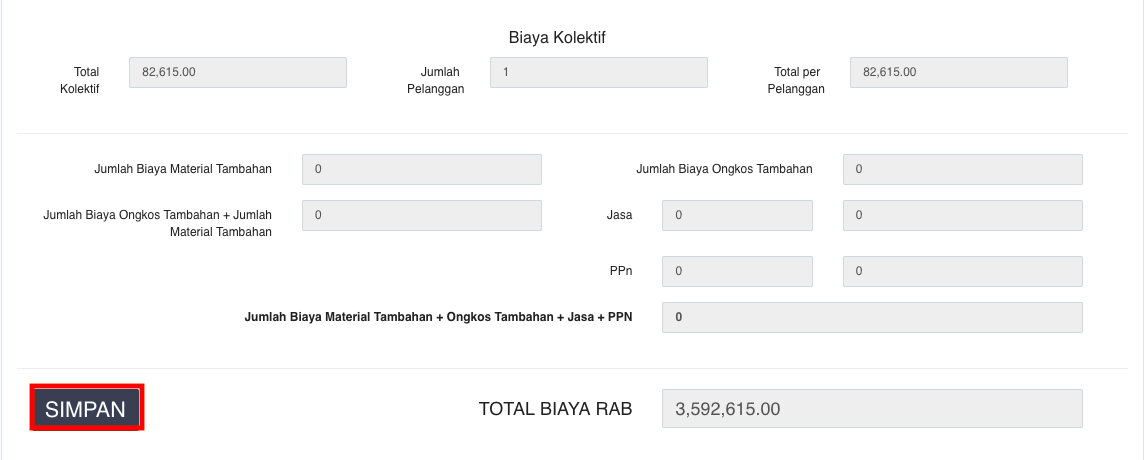 Biaya Kolektif
Total
Kolektif
82,615.00
Jumlah
Pelanggan
1
Total per
Pelanggan
82,615.00
Jumlah Biaya Material Tambahan
0
Jumlah Biaya Ongkos Tambahan
0
Jumlah Biaya Ongkos Tambahan + Jumlah
Material Tambahan
0
Jasa
0
0
PPn
0
0
Jumlah Biaya Material Tambahan + Ongkos Tambahan + Jasa + PPN
0
SIMPAN
TOTAL BIAYA RAB
3,592,615.00